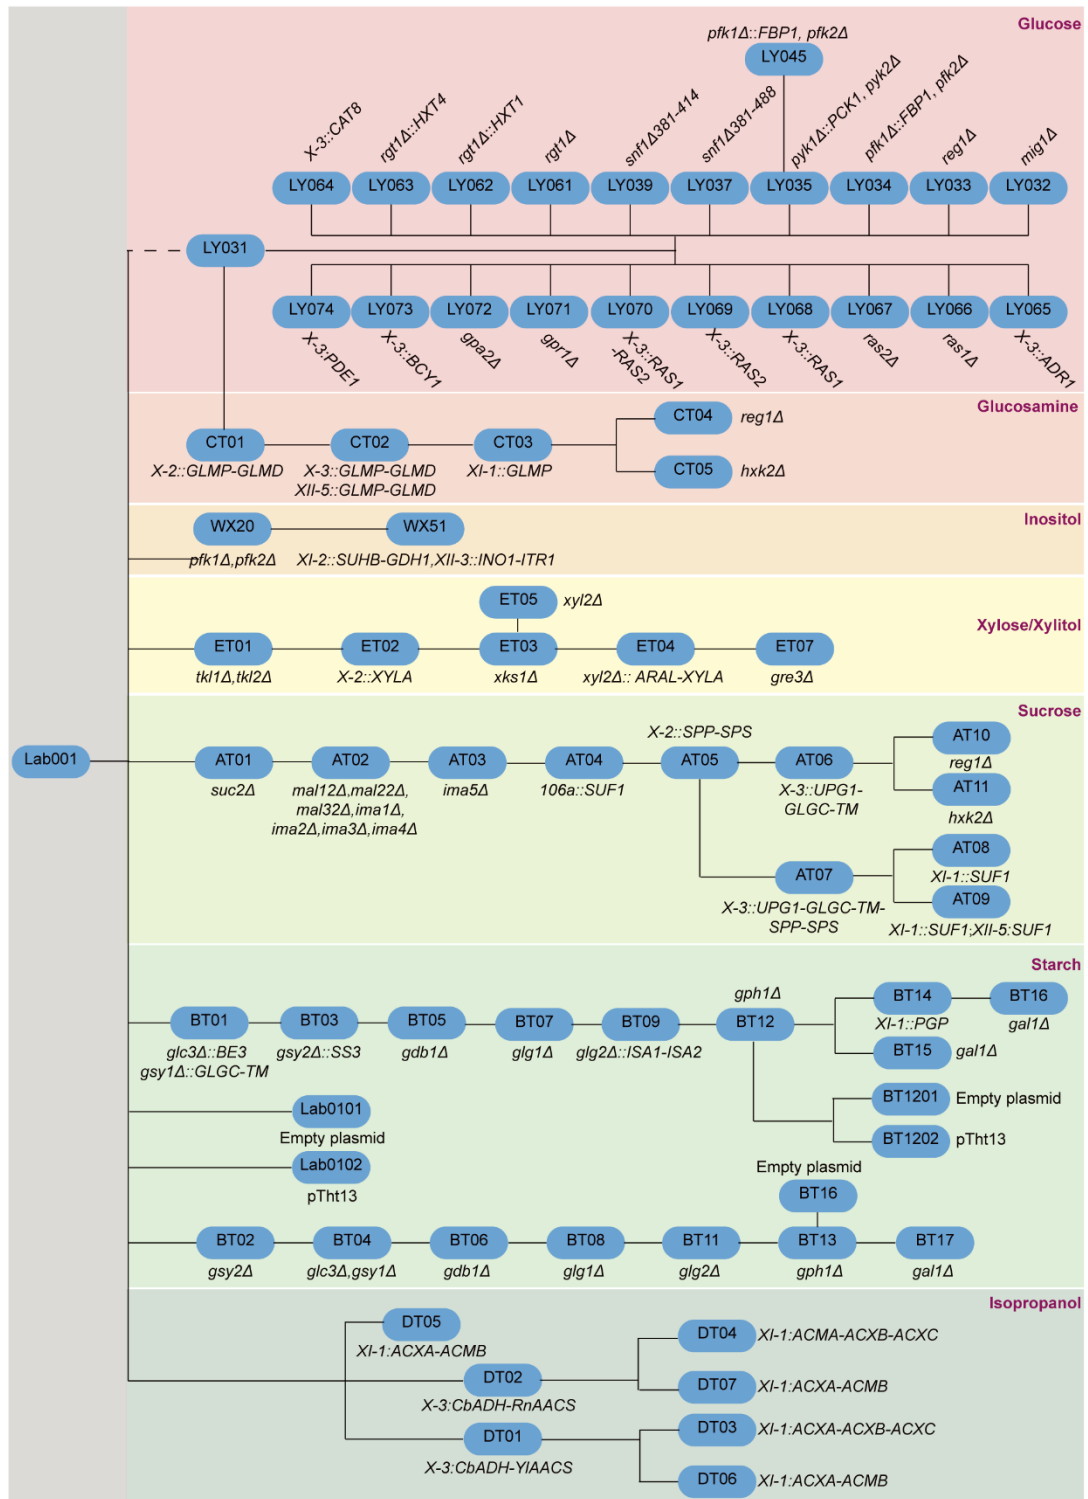 Glucose
pfk1Δ::FBP1, pfk2Δ
LY045
X-3::CAT8
rgt1Δ::HXT4
rgt1Δ::HXT1
rgt1Δ
snf1Δ381-414
snf1Δ381-488
pyk1Δ::PCK1, pyk2Δ
pfk1Δ::FBP1, pfk2Δ
reg1Δ
mig1Δ
LY064 LY063 LY062 LY061 LY039 LY037 LY035 LY034 LY033 LY032
LY031
LY074 LY073 LY072 LY071 LY070 LY069 LY068 LY067 LY066 LY065
X-3:PDE1
X-3::BCY1
gpa2Δ
gpr1Δ
X-3::RAS1
-RAS2
X-3::RAS2
X-3::RAS1
ras2Δ
ras1Δ
X-3::ADR1
Glucosamine
CT04 reg1Δ
CT01 CT02 CT03
X-2::GLMP-GLMD X-3::GLMP-GLMD XI-1::GLMP
XII-5::GLMP-GLMD
CT05 hxk2Δ
Inositol
WX20 WX51
pfk1Δ,pfk2Δ XI-2::SUHB-GDH1,XII-3::INO1-ITR1
ET05 xyl2Δ
Xylose/Xylitol
ET01 ET02 ET03 ET04 ET07
tkl1Δ,tkl2Δ X-2::XYLA xks1Δ xyl2Δ:: ARAL-XYLA gre3Δ
Sucrose
X-2::SPP-SPS
AT10
reg1Δ
Lab001
AT01 AT02 AT03 AT04 AT05 AT06
suc2Δ mal12Δ,mal22Δ, ima5Δ 106a::SUF1 X-3::UPG1-
mal32Δ,ima1Δ, GLGC-TM
ima2Δ,ima3Δ,ima4Δ
AT11
hxk2Δ
AT08
XI-1::SUF1
AT07
X-3::UPG1-GLGC-TM-
SPP-SPS
AT09
XI-1::SUF1;XII-5:SUF1
Starch
gph1Δ
BT14 BT16
XI-1::PGP gal1Δ
BT01 BT03 BT05 BT07 BT09 BT12
glc3Δ::BE3 gsy2Δ::SS3 gdb1Δ glg1Δ glg2Δ::ISA1-ISA2
gsy1Δ::GLGC-TM
BT15 gal1Δ
BT1201 Empty plasmid
Lab0101
Empty plasmid
BT1202 pTht13
Lab0102
pTht13
Empty plasmid
BT16
BT02 BT04 BT06 BT08 BT11 BT13 BT17
gsy2Δ glc3Δ,gsy1Δ gdb1Δ glg1Δ glg2Δ gph1Δ gal1Δ
Isopropanol
DT05
XI-1:ACXA-ACMB
DT04 XI-1:ACMA-ACXB-ACXC
DT02
X-3:CbADH-RnAACS
DT07 XI-1:ACXA-ACMB
DT03 XI-1:ACXA-ACXB-ACXC
DT01
X-3:CbADH-YlAACS
DT06 XI-1:ACXA-ACMB